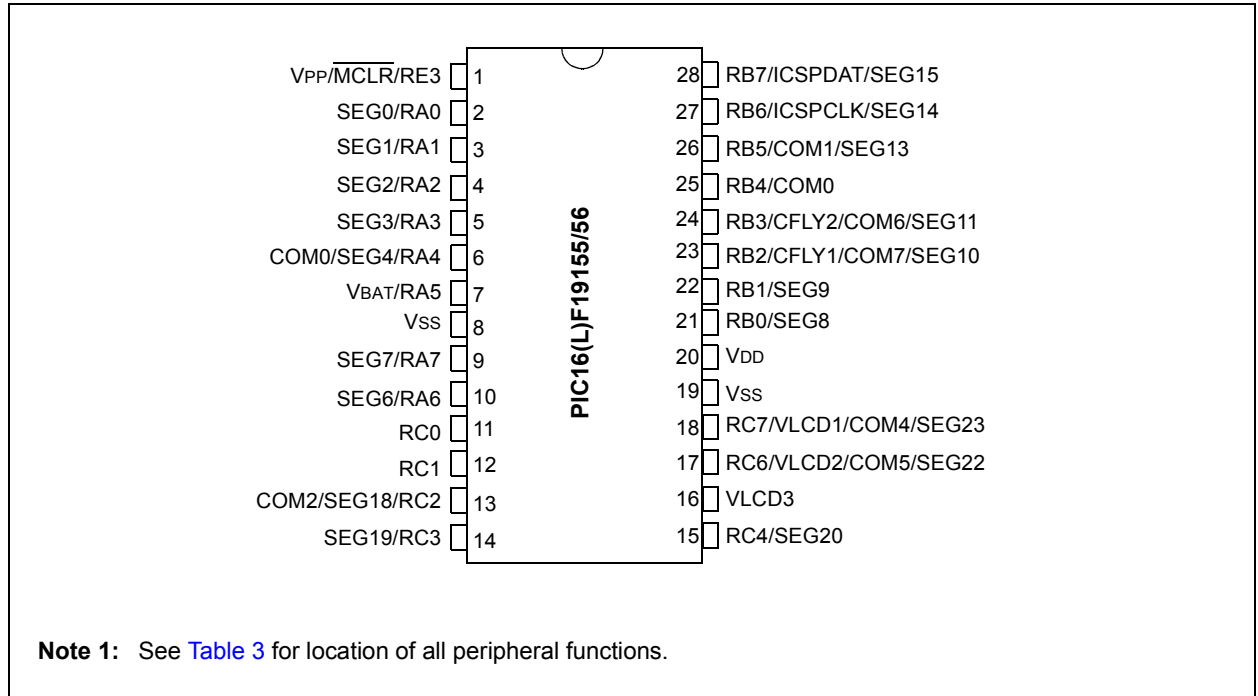 VPP/MCLR/RE3 1
SEG0/RA0 2
SEG1/RA1 3
SEG2/RA2 4
SEG3/RA3 5
COM0/SEG4/RA4 6
VBAT/RA5 7
VSS 8
SEG7/RA7 9
SEG6/RA6 10
RC0 11
RC1 12
COM2/SEG18/RC2 13
SEG19/RC3 14
PIC16(L)F19155/56
28 RB7/ICSPDAT/SEG15
27 RB6/ICSPCLK/SEG14
26 RB5/COM1/SEG13
25 RB4/COM0
24 RB3/CFLY2/COM6/SEG11
23 RB2/CFLY1/COM7/SEG10
22 RB1/SEG9
21 RB0/SEG8
20 VDD
19 VSS
18 RC7/VLCD1/COM4/SEG23
17 RC6/VLCD2/COM5/SEG22
16 VLCD3
15 RC4/SEG20
Note 1: See Table 3 for location of all peripheral functions.